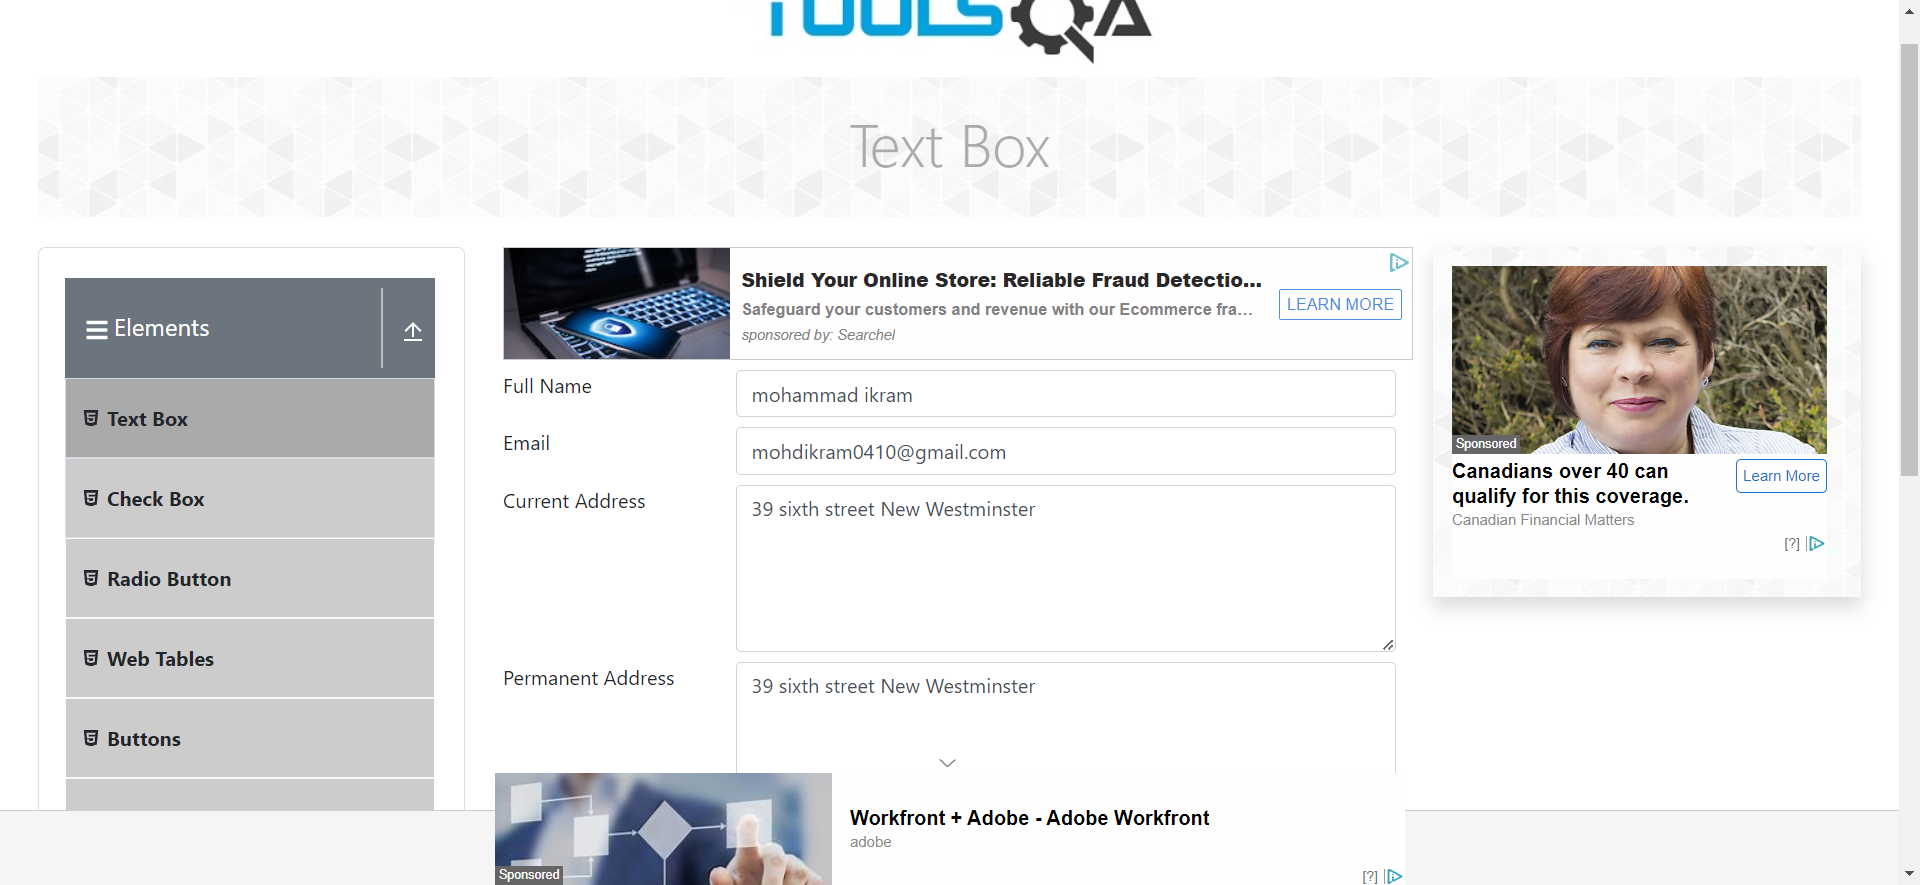 TOOLSQA
Text Box
Elements
Text Box
Check Box
Radio Button
Web Tables
Buttons
Shield Your Online Store: Reliable Fraud Detectio...
Safeguard your customers and revenue with our Ecommerce fra...
sponsored by: Searchel
LEARN MORE
Full Name
mohammad ikram
Email
mohdikram0410@gmail.com
Current Address
39 sixth street New Westminster
Permanent Address
39 sixth street New Westminster
Sponsored
Canadians over 40 can
qualify for this coverage.
Learn More
Canadian Financial Matters
[?]
Sponsored
Workfront + Adobe - Adobe Workfront
adobe
[?]